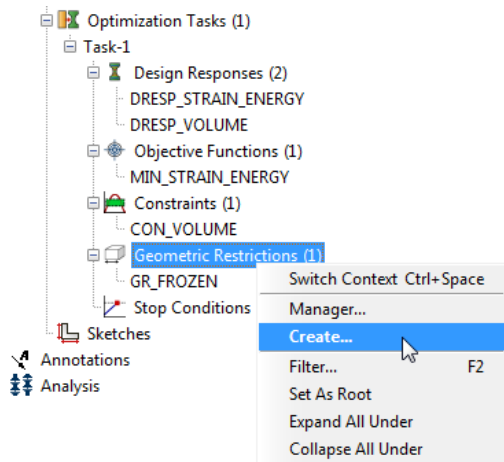 Optimization Tasks (1)
Task-1
Design Responses (2)
DRESP_STRAIN_ENERGY
DRESP_VOLUME
Objective Functions (1)
MIN_STRAIN_ENERGY
Constraints (1)
CON_VOLUME
Geometric Restrictions (1)
GR_FROZEN
Stop Conditions
Sketches
Annotations
Analysis
Switch Context Ctrl+Space
Manager...
Create...
Filter... F2
Set As Root
Expand All Under
Collapse All Under